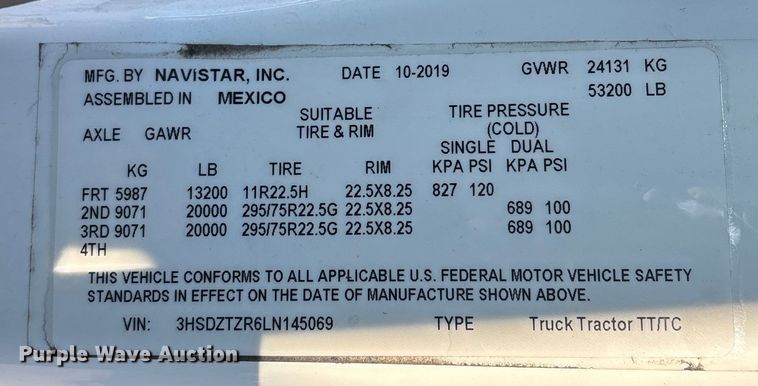 MFG. BY NAVISTAR, INC. DATE 10-2019 GVWR 24131 KG
ASSEMBLED IN MEXICO 53200 LB
SUITABLE TIRE PRESSURE
AXLE GAWR TIRE & RIM (COLD)
SINGLE DUAL
KG LB TIRE RIM KPA PSI KPA PSI
FRT 5987 13200 11R22.5H 22.5X8.25 827 120
2ND 9071 20000 295/75R22.5G 22.5X8.25 689 100
3RD 9071 20000 295/75R22.5G 22.5X8.25 689 100
4TH
THIS VEHICLE CONFORMS TO ALL APPLICABLE U.S. FEDERAL MOTOR VEHICLE SAFETY
STANDARDS IN EFFECT ON THE DATE OF MANUFACTURE SHOWN ABOVE.
VIN: 3HSDZTZR6LN145069 TYPE Truck Tractor TT/TC
Purple Wave Auction